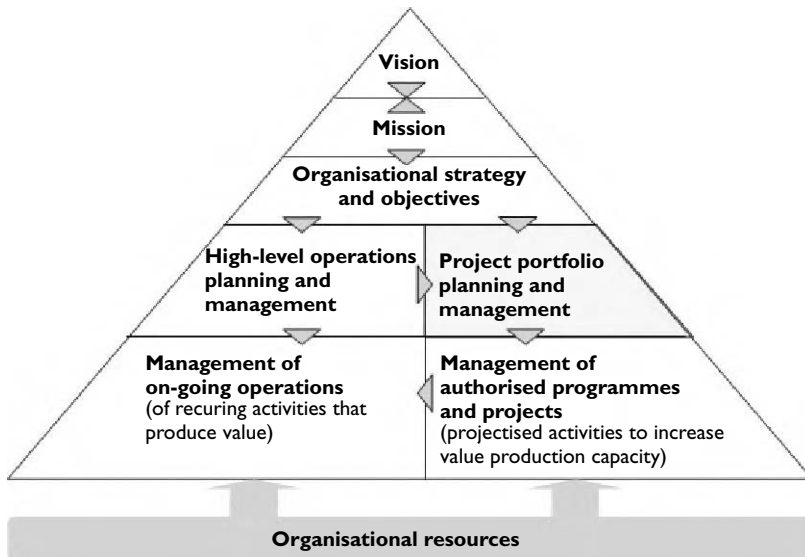 Vision
Mission
Organisational strategy
and objectives
High-level operations
planning and
management
Project portfolio
planning and
management
Management of
on-going operations
(of recuring activities that
produce value)
Management of
authorised programmes
and projects
(projectised activities to increase
value production capacity)
Organisational resources